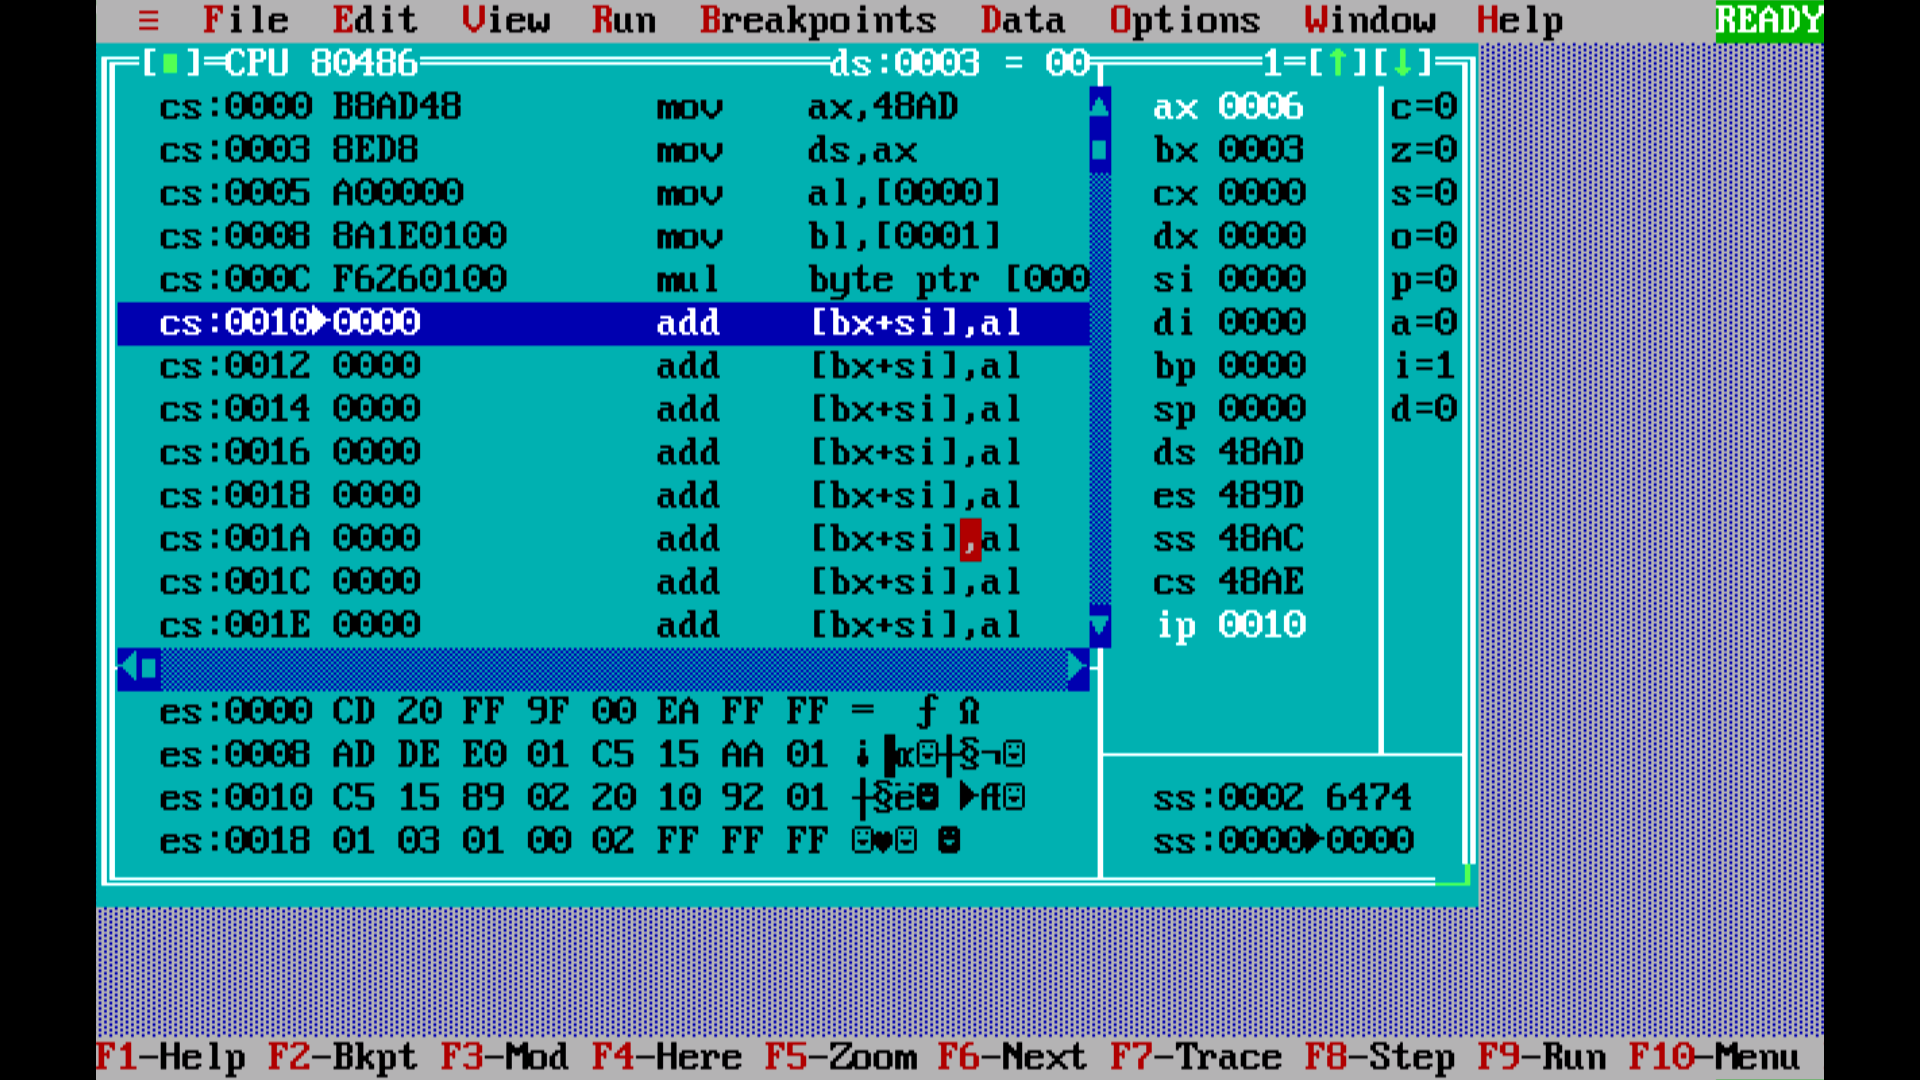 ≡ File Edit View Run Breakpoints Data Options Window Help READY
[■]=CPU 80486 ds:0003 = 00 1=[↑][↓]
cs:0000 B8AD48 mov ax,48AD ax 0006 c=0
cs:0003 8ED8 mov ds,ax bx 0003 z=0
cs:0005 A00000 mov al,[0000] cx 0000 s=0
cs:0008 8A1E0100 mov bl,[0001] dx 0000 o=0
cs:000C F6260100 mul byte ptr [000 si 0000 p=0
cs:0010►0000 add [bx+si],al di 0000 a=0
cs:0012 0000 add [bx+si],al bp 0000 i=1
cs:0014 0000 add [bx+si],al sp 0000 d=0
cs:0016 0000 add [bx+si],al ds 48AD
cs:0018 0000 add [bx+si],al es 489D
cs:001A 0000 add [bx+si],al ss 48AC
cs:001C 0000 add [bx+si],al cs 48AE
cs:001E 0000 add [bx+si],al ip 0010
es:0000 CD 20 FF 9F 00 EA FF FF = ƒ Ω
es:0008 AD DE E0 01 C5 15 AA 01 ¡▐α☺┼§¬☺
es:0010 C5 15 89 02 20 10 92 01 ┼§ë☻ ►Æ☺ ss:0002 6474
es:0018 01 03 01 00 02 FF FF FF ☺♥☺ ☻ ss:0000►0000
F1-Help F2-Bkpt F3-Mod F4-Here F5-Zoom F6-Next F7-Trace F8-Step F9-Run F10-Menu